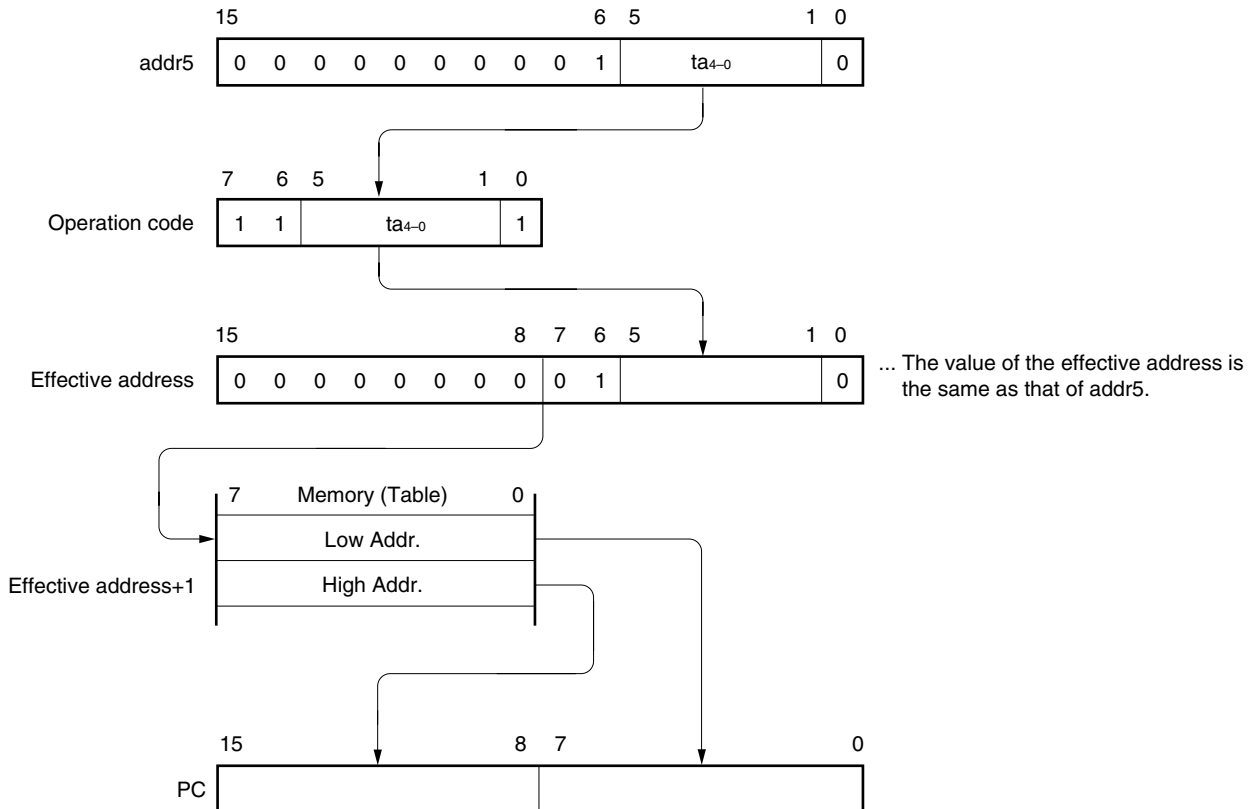 15 6 5 1 0
addr5 0 0 0 0 0 0 0 0 0 1 ta4–0 0
7 6 5 1 0
Operation code 1 1 ta4–0 1
15 8 7 6 5 1 0
Effective address 0 0 0 0 0 0 0 0 0 1 0 ... The value of the effective address is
the same as that of addr5.
7 Memory (Table) 0
Low Addr.
Effective address+1 High Addr.
15 8 7 0
PC